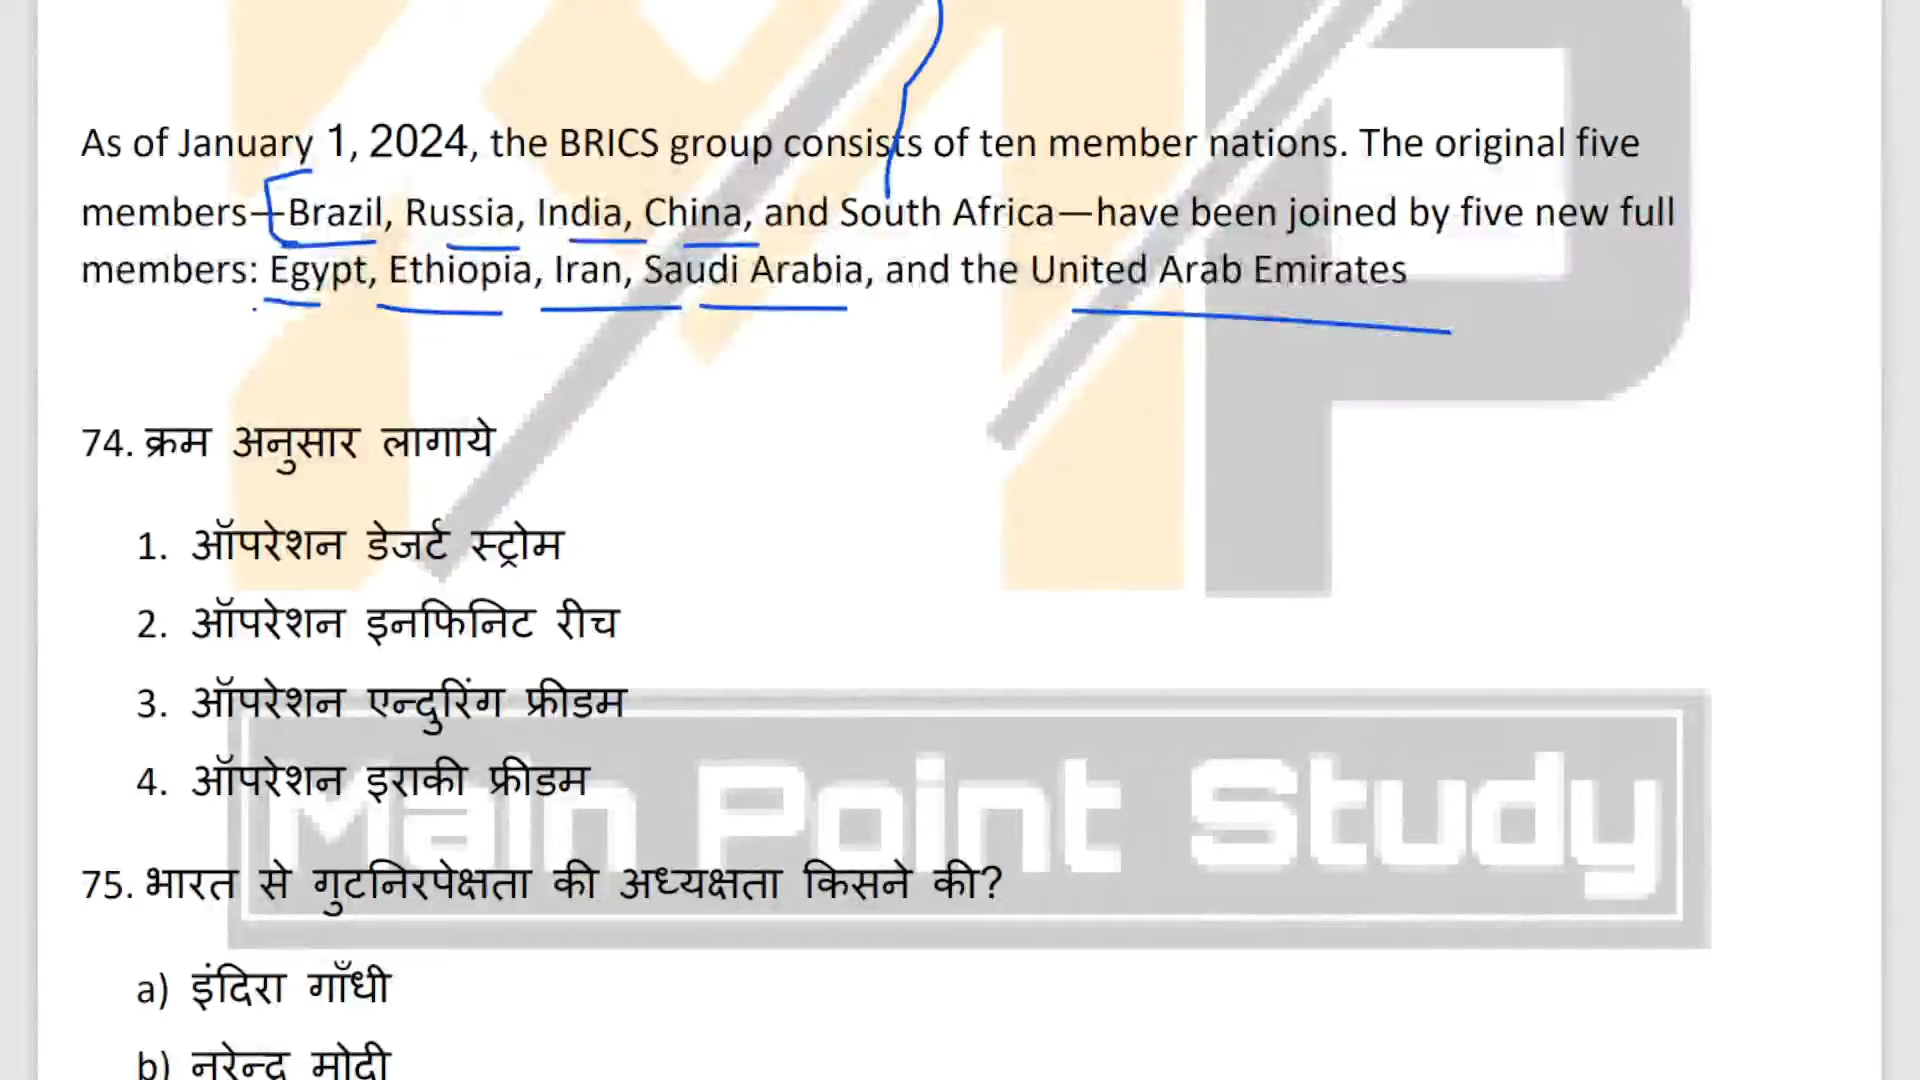 As of January 1, 2024, the BRICS group consists of ten member nations. The original five
members—Brazil, Russia, India, China, and South Africa—have been joined by five new full
members: Egypt, Ethiopia, Iran, Saudi Arabia, and the United Arab Emirates
74. क्रम अनुसार लागाये
1. ऑपरेशन डेजर्ट स्ट्रोम
2. ऑपरेशन इनफिनिट रीच
3. ऑपरेशन एन्दुरिंग फ्रीडम
4. ऑपरेशन इराकी फ्रीडम
Main Point Study
75. भारत से गुटनिरपेक्षता की अध्यक्षता किसने की?
a) इंदिरा गाँधी
b) नरेन्द्र मोदी